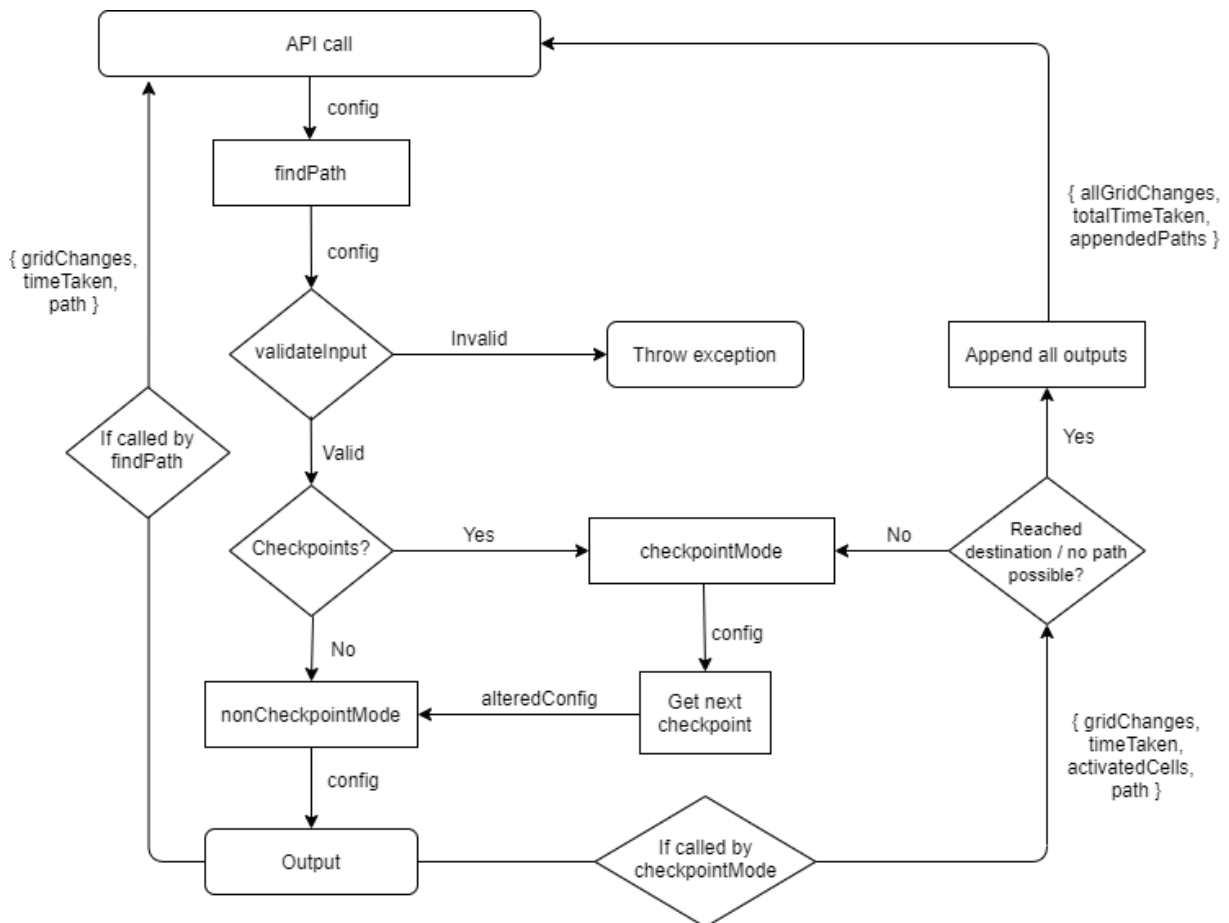 API call
config
findPath
{ allGridChanges,
totalTimeTaken,
appendedPaths }
config
{ gridChanges,
timeTaken,
path }
validateInput
Invalid
Throw exception
Append all outputs
If called by
findPath
Valid
Yes
Checkpoints?
Yes
checkpointMode
No
Reached
destination / no path
possible?
config
No
nonCheckpointMode
alteredConfig
Get next
checkpoint
{ gridChanges,
timeTaken,
activatedCells,
path }
config
Output
If called by
checkpointMode